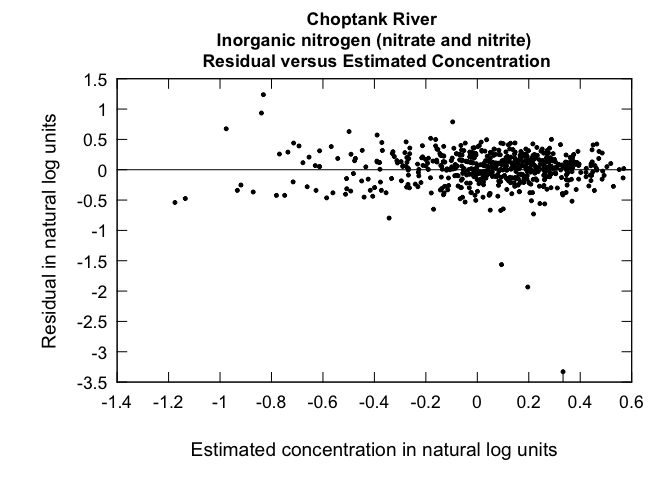 Choptank River
Inorganic nitrogen (nitrate and nitrite)
Residual versus Estimated Concentration
1.5
1
0.5
0
-0.5
-1
-1.5
-2
-2.5
-3
-3.5
Residual in natural log units
-1.4 -1.2 -1 -0.8 -0.6 -0.4 -0.2 0 0.2 0.4 0.6
Estimated concentration in natural log units